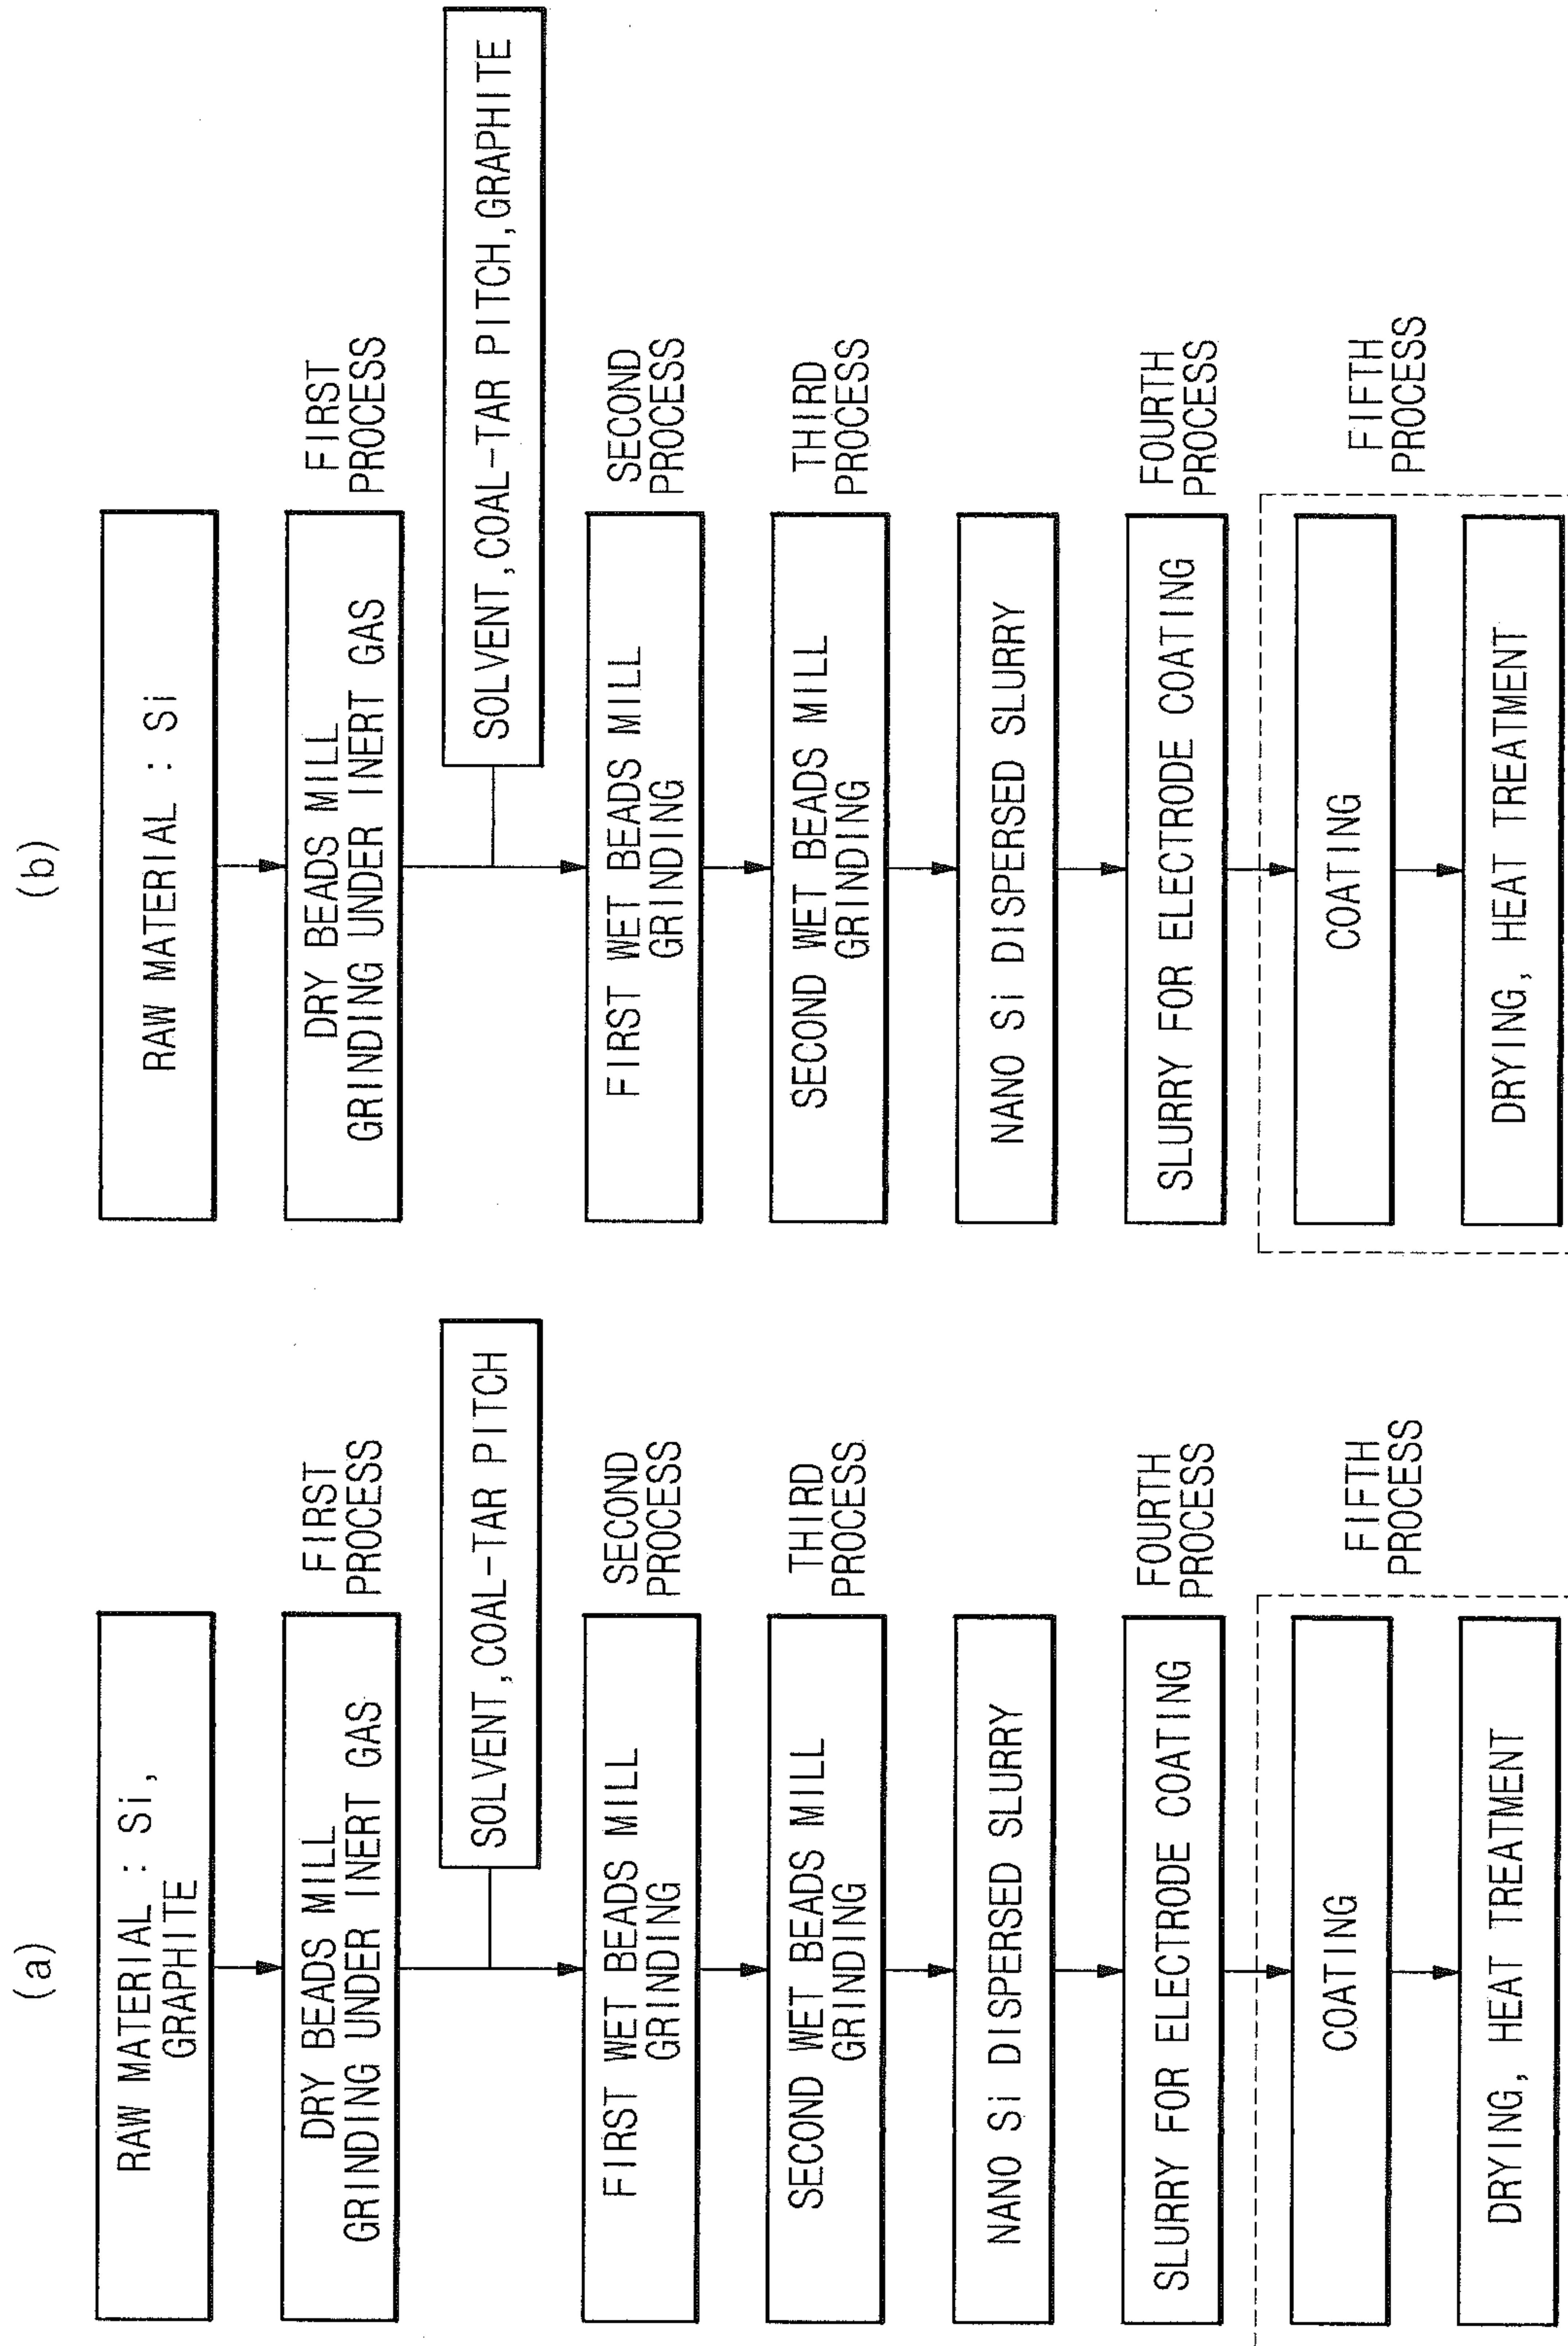 (a)
RAW MATERIAL : Si,
GRAPHITE
DRY BEADS MILL
GRINDING UNDER INERT GAS
FIRST
PROCESS
SOLVENT,COAL-TAR PITCH
FIRST WET BEADS MILL
GRINDING
SECOND
PROCESS
SECOND WET BEADS MILL
GRINDING
THIRD
PROCESS
NANO Si DISPERSED SLURRY
SLURRY FOR ELECTRODE COATING
FOURTH
PROCESS
COATING
FIFTH
PROCESS
DRYING, HEAT TREATMENT
(b)
RAW MATERIAL : Si
DRY BEADS MILL
GRINDING UNDER INERT GAS
FIRST
PROCESS
SOLVENT,COAL-TAR PITCH,GRAPHITE
FIRST WET BEADS MILL
GRINDING
SECOND
PROCESS
SECOND WET BEADS MILL
GRINDING
THIRD
PROCESS
NANO Si DISPERSED SLURRY
SLURRY FOR ELECTRODE COATING
FOURTH
PROCESS
COATING
FIFTH
PROCESS
DRYING, HEAT TREATMENT